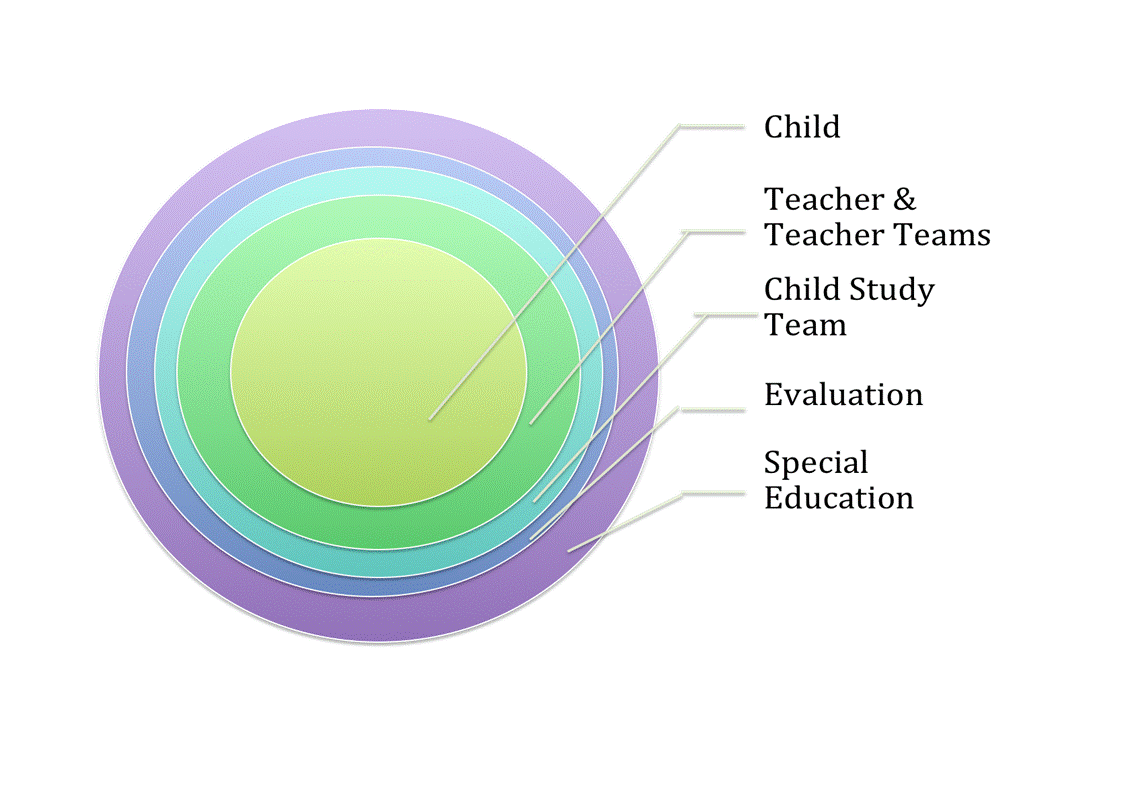 Child
Teacher &
Teacher Teams
Child Study
Team
Evaluation
Special
Education